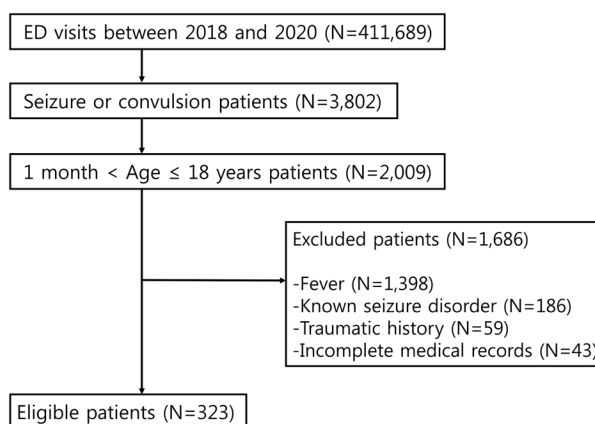 ED visits between 2018 and 2020 (N=411,689)
Seizure or convulsion patients (N=3,802)
1 month < Age ≤ 18 years patients (N=2,009)
Excluded patients (N=1,686)
-Fever (N=1,398)
-Known seizure disorder (N=186)
-Traumatic history (N=59)
-Incomplete medical records (N=43)
Eligible patients (N=323)